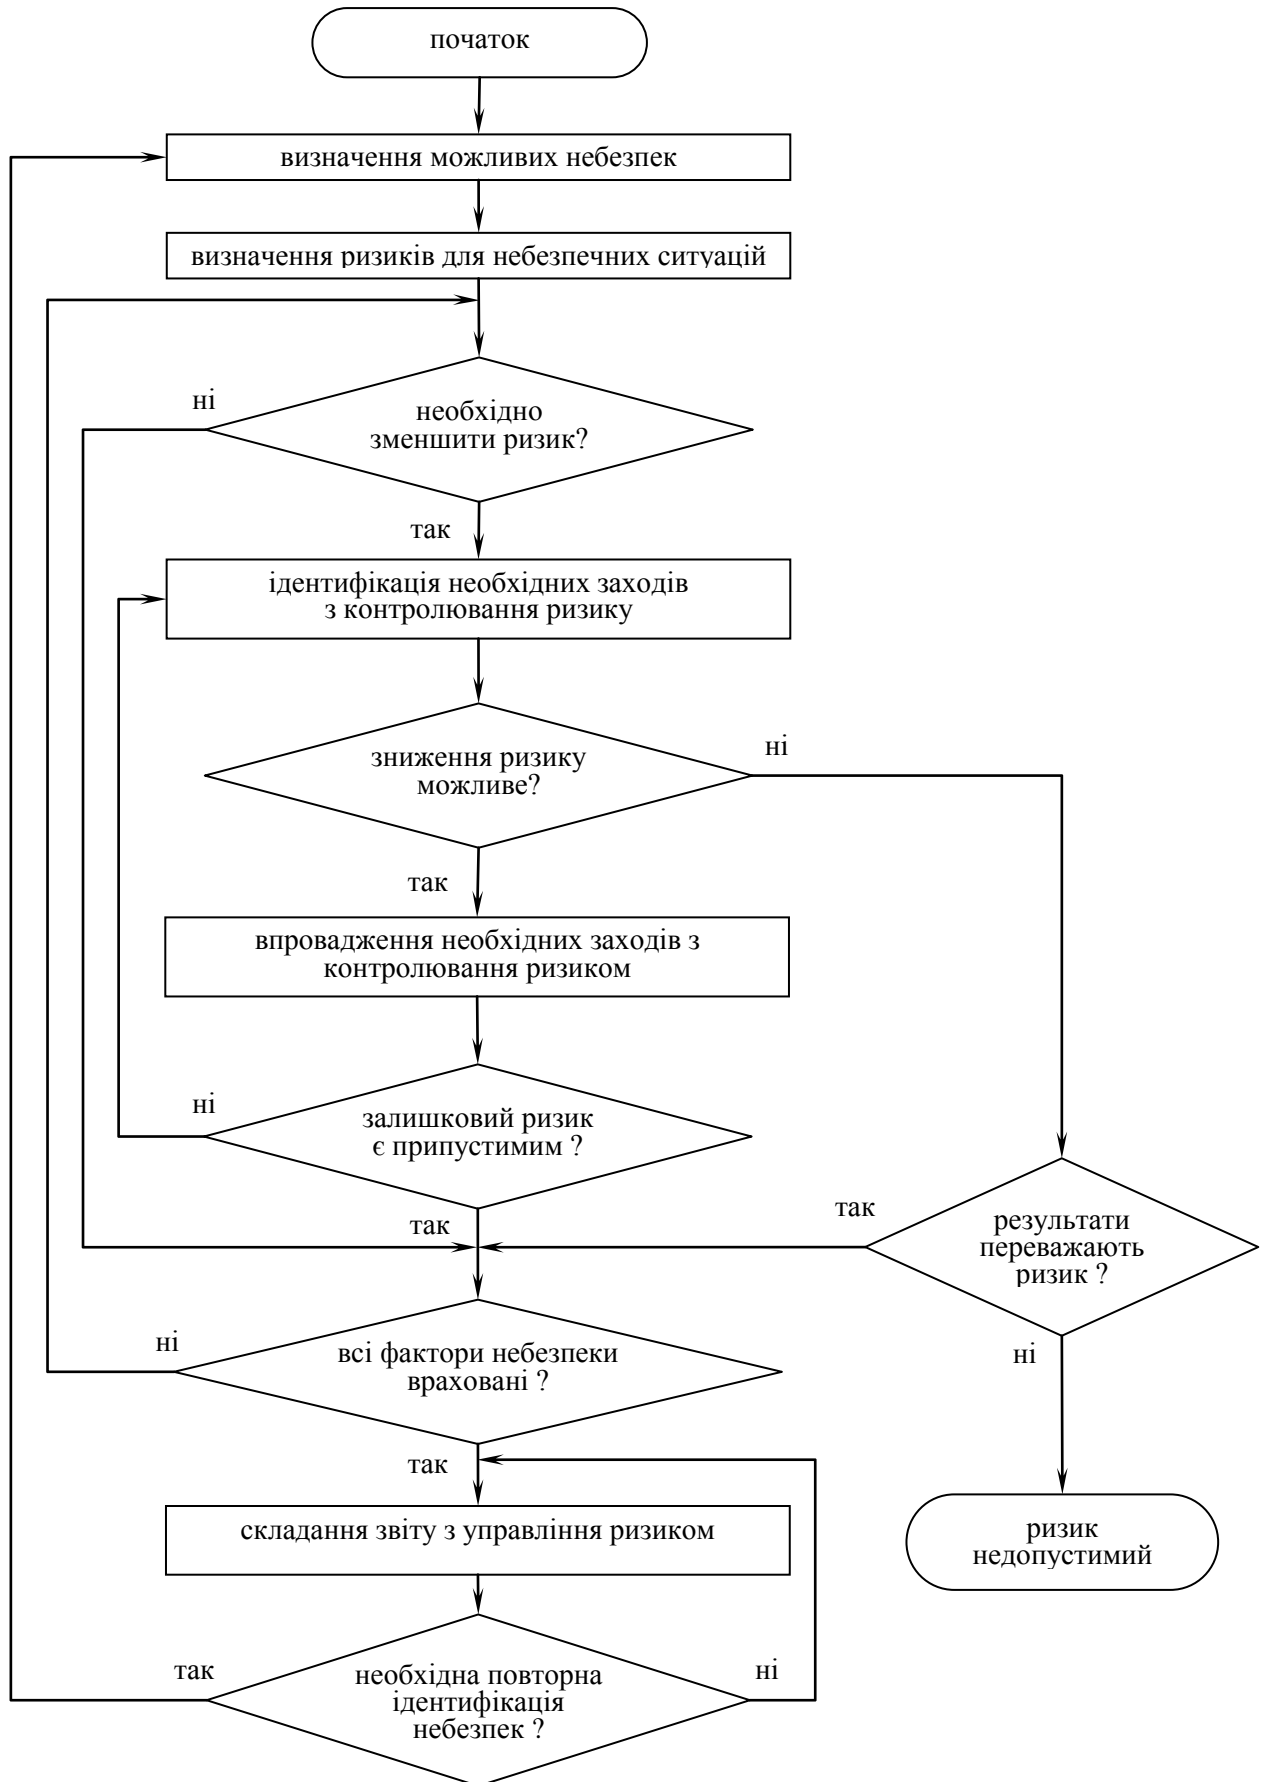 початок
визначення можливих небезпек
визначення ризиків для небезпечних ситуацій
ні
необхідно
зменшити ризик?
так
ідентифікація необхідних заходів
з контролювання ризику
зниження ризику
можливе?
ні
так
впровадження необхідних заходів з
контролювання ризиком
ні
залишковий ризик
є припустимим ?
так
так
результати
переважають
ризик ?
ні
всі фактори небезпеки
враховані ?
ні
так
складання звіту з управління ризиком
ризик
недопустимий
так
необхідна повторна
ідентифікація
небезпек ?
ні